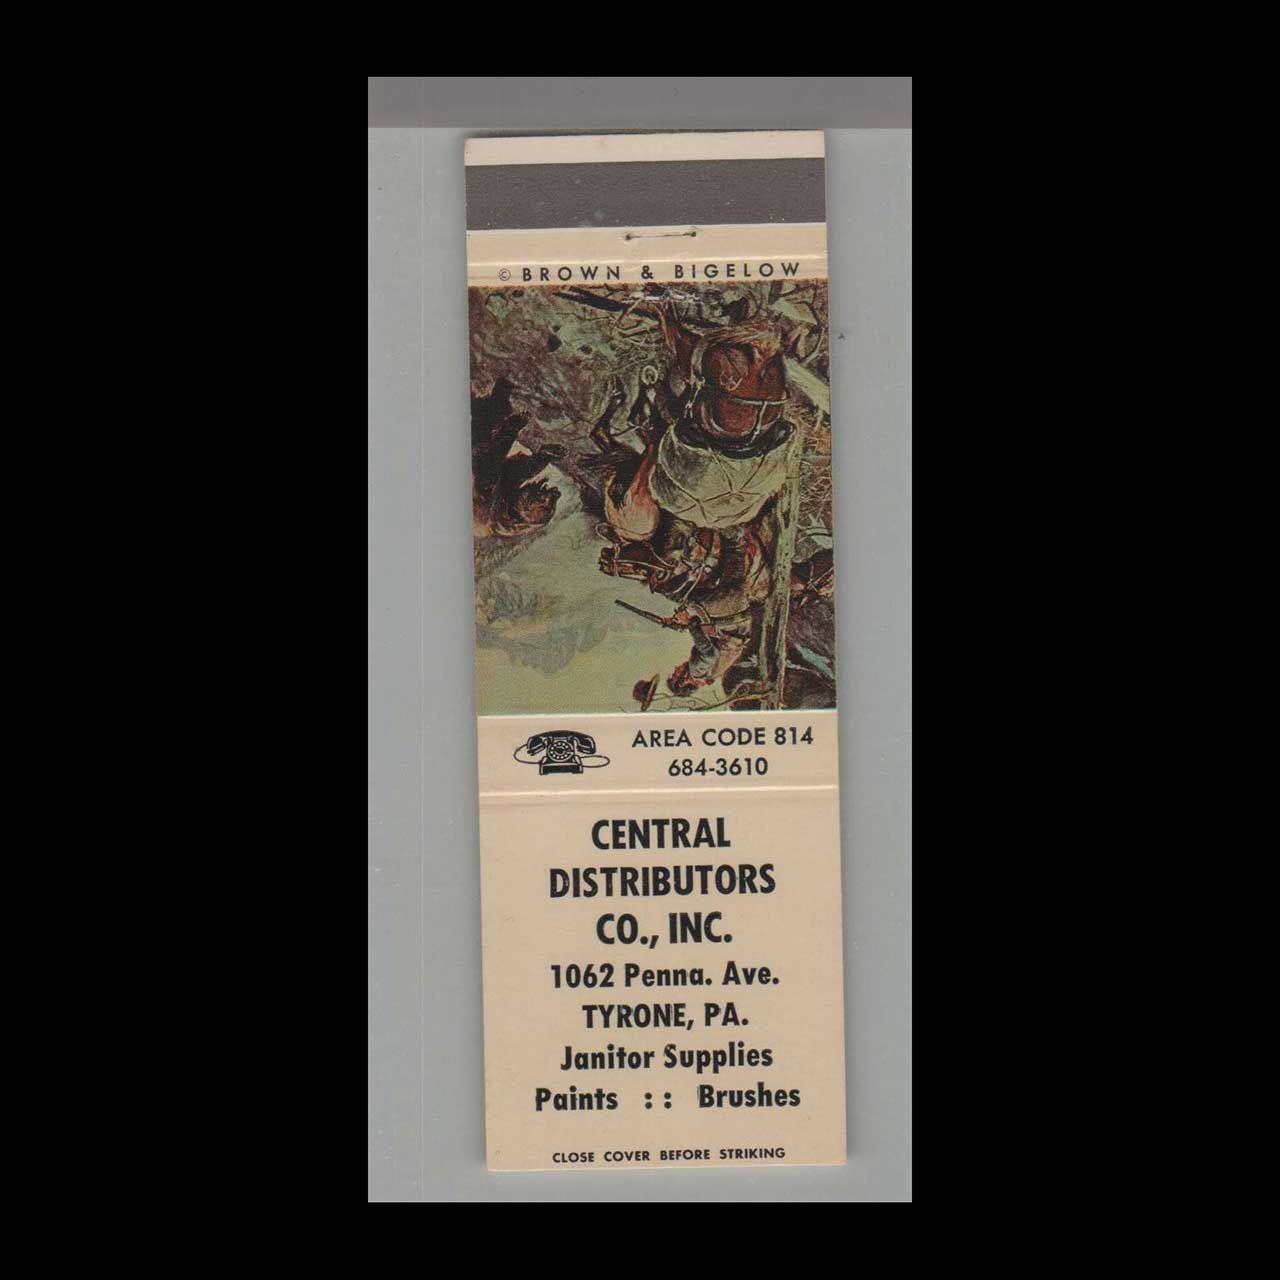 © BROWN & BIGELOW
AREA CODE 814
684-3610
CENTRAL
DISTRIBUTORS
CO., INC.
1062 Penna. Ave.
TYRONE, PA.
Janitor Supplies
Paints :: Brushes
CLOSE COVER BEFORE STRIKING